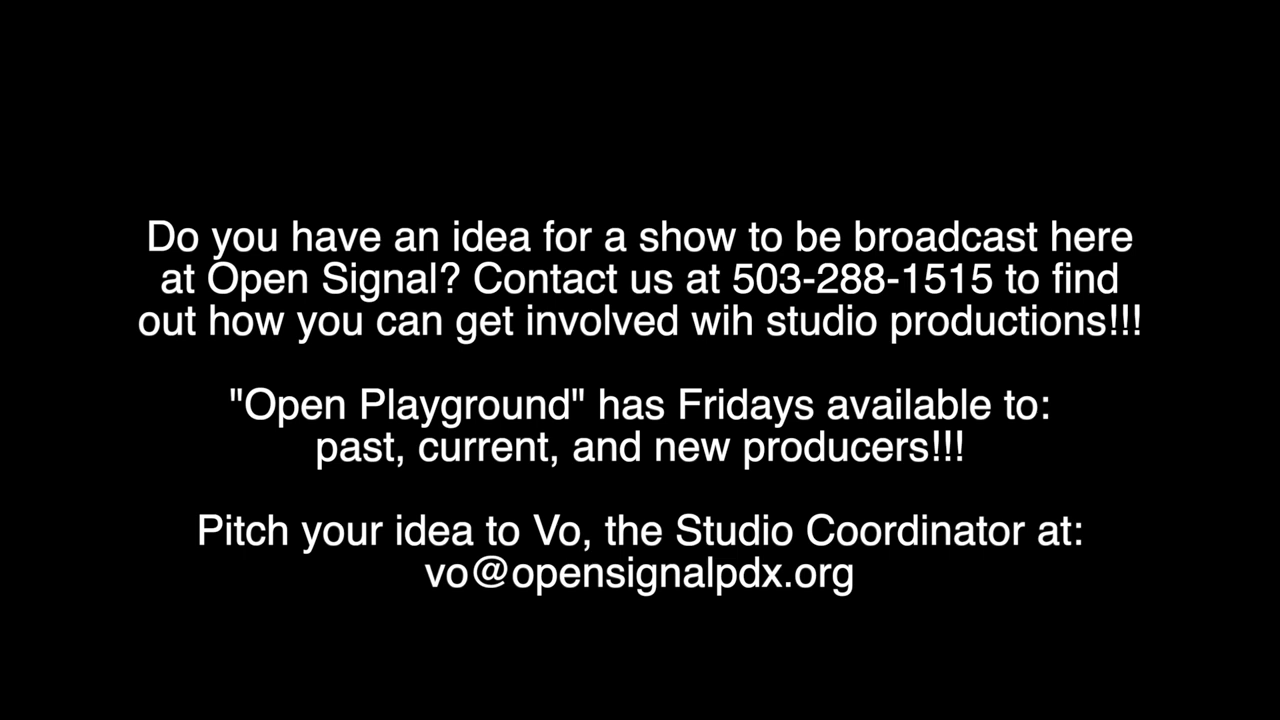 Do you have an idea for a show to be broadcast here
at Open Signal? Contact us at 503-288-1515 to find
out how you can get involved wih studio productions!!!
"Open Playground" has Fridays available to:
past, current, and new producers!!!
Pitch your idea to Vo, the Studio Coordinator at:
vo@opensignalpdx.org